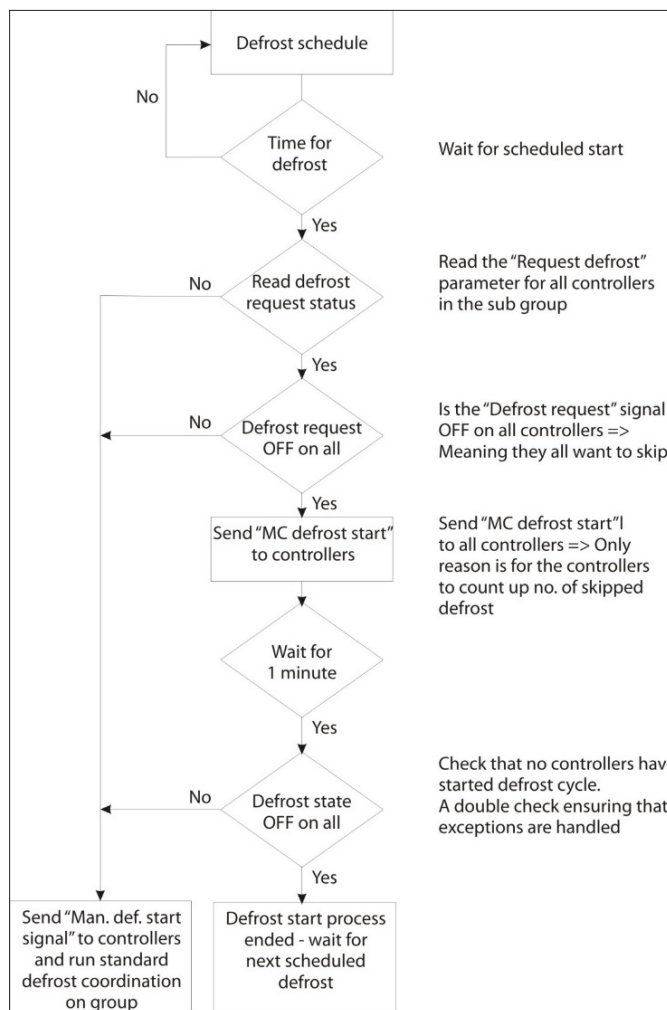 Defrost schedule
No
Time for
defrost
Wait for scheduled start
Yes
No
Read defrost
request status
Read the “Request defrost”
parameter for all controllers
in the sub group
Yes
No
Defrost request
OFF on all
Is the “Defrost request” signal
OFF on all controllers =>
Meaning they all want to skip
Yes
Send “MC defrost start”
to controllers
Send “MC defrost start”l
to all controllers => Only
reason is for the controllers
to count up no. of skipped
defrost
Wait for
1 minute
Yes
No
Defrost state
OFF on all
Check that no controllers have
started defrost cycle.
A double check ensuring that
exceptions are handled
Yes
Send “Man. def. start
signal” to controllers
and run standard
defrost coordination
on group
Defrost start process
ended - wait for
next scheduled
defrost